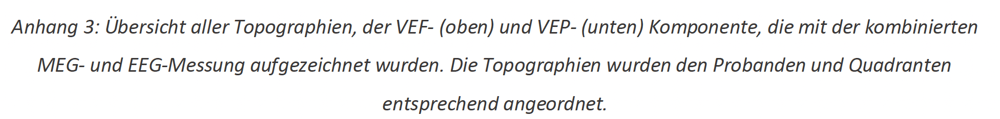 Anhang 3: Übersicht aller Topographien, der VEF- (oben) und VEP- (unten) Komponente, die mit der kombinierten
MEG- und EEG-Messung aufgezeichnet wurden. Die Topographien wurden den Probanden und Quadranten
entsprechend angeordnet.